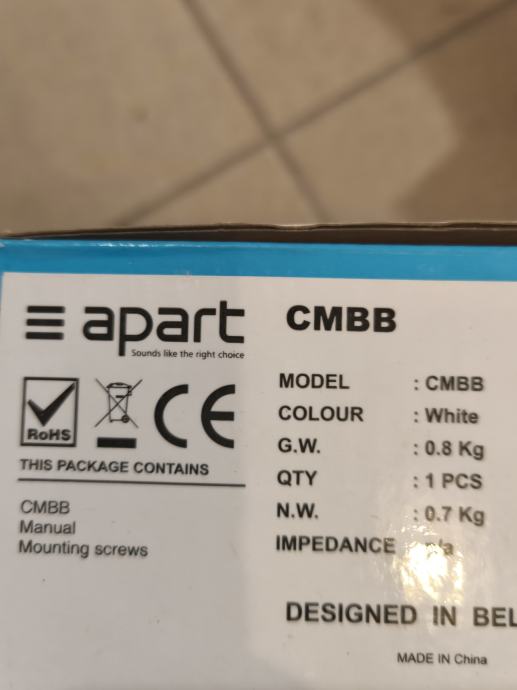 apart
Sounds like the right choice
CMBB
RoHS
CE
THIS PACKAGE CONTAINS
CMBB
Manual
Mounting screws
MODEL : CMBB
COLOUR : White
G.W. : 0.8 Kg
QTY : 1 PCS
N.W. : 0.7 Kg
IMPEDANCE : n/a
DESIGNED IN BEL
MADE IN China